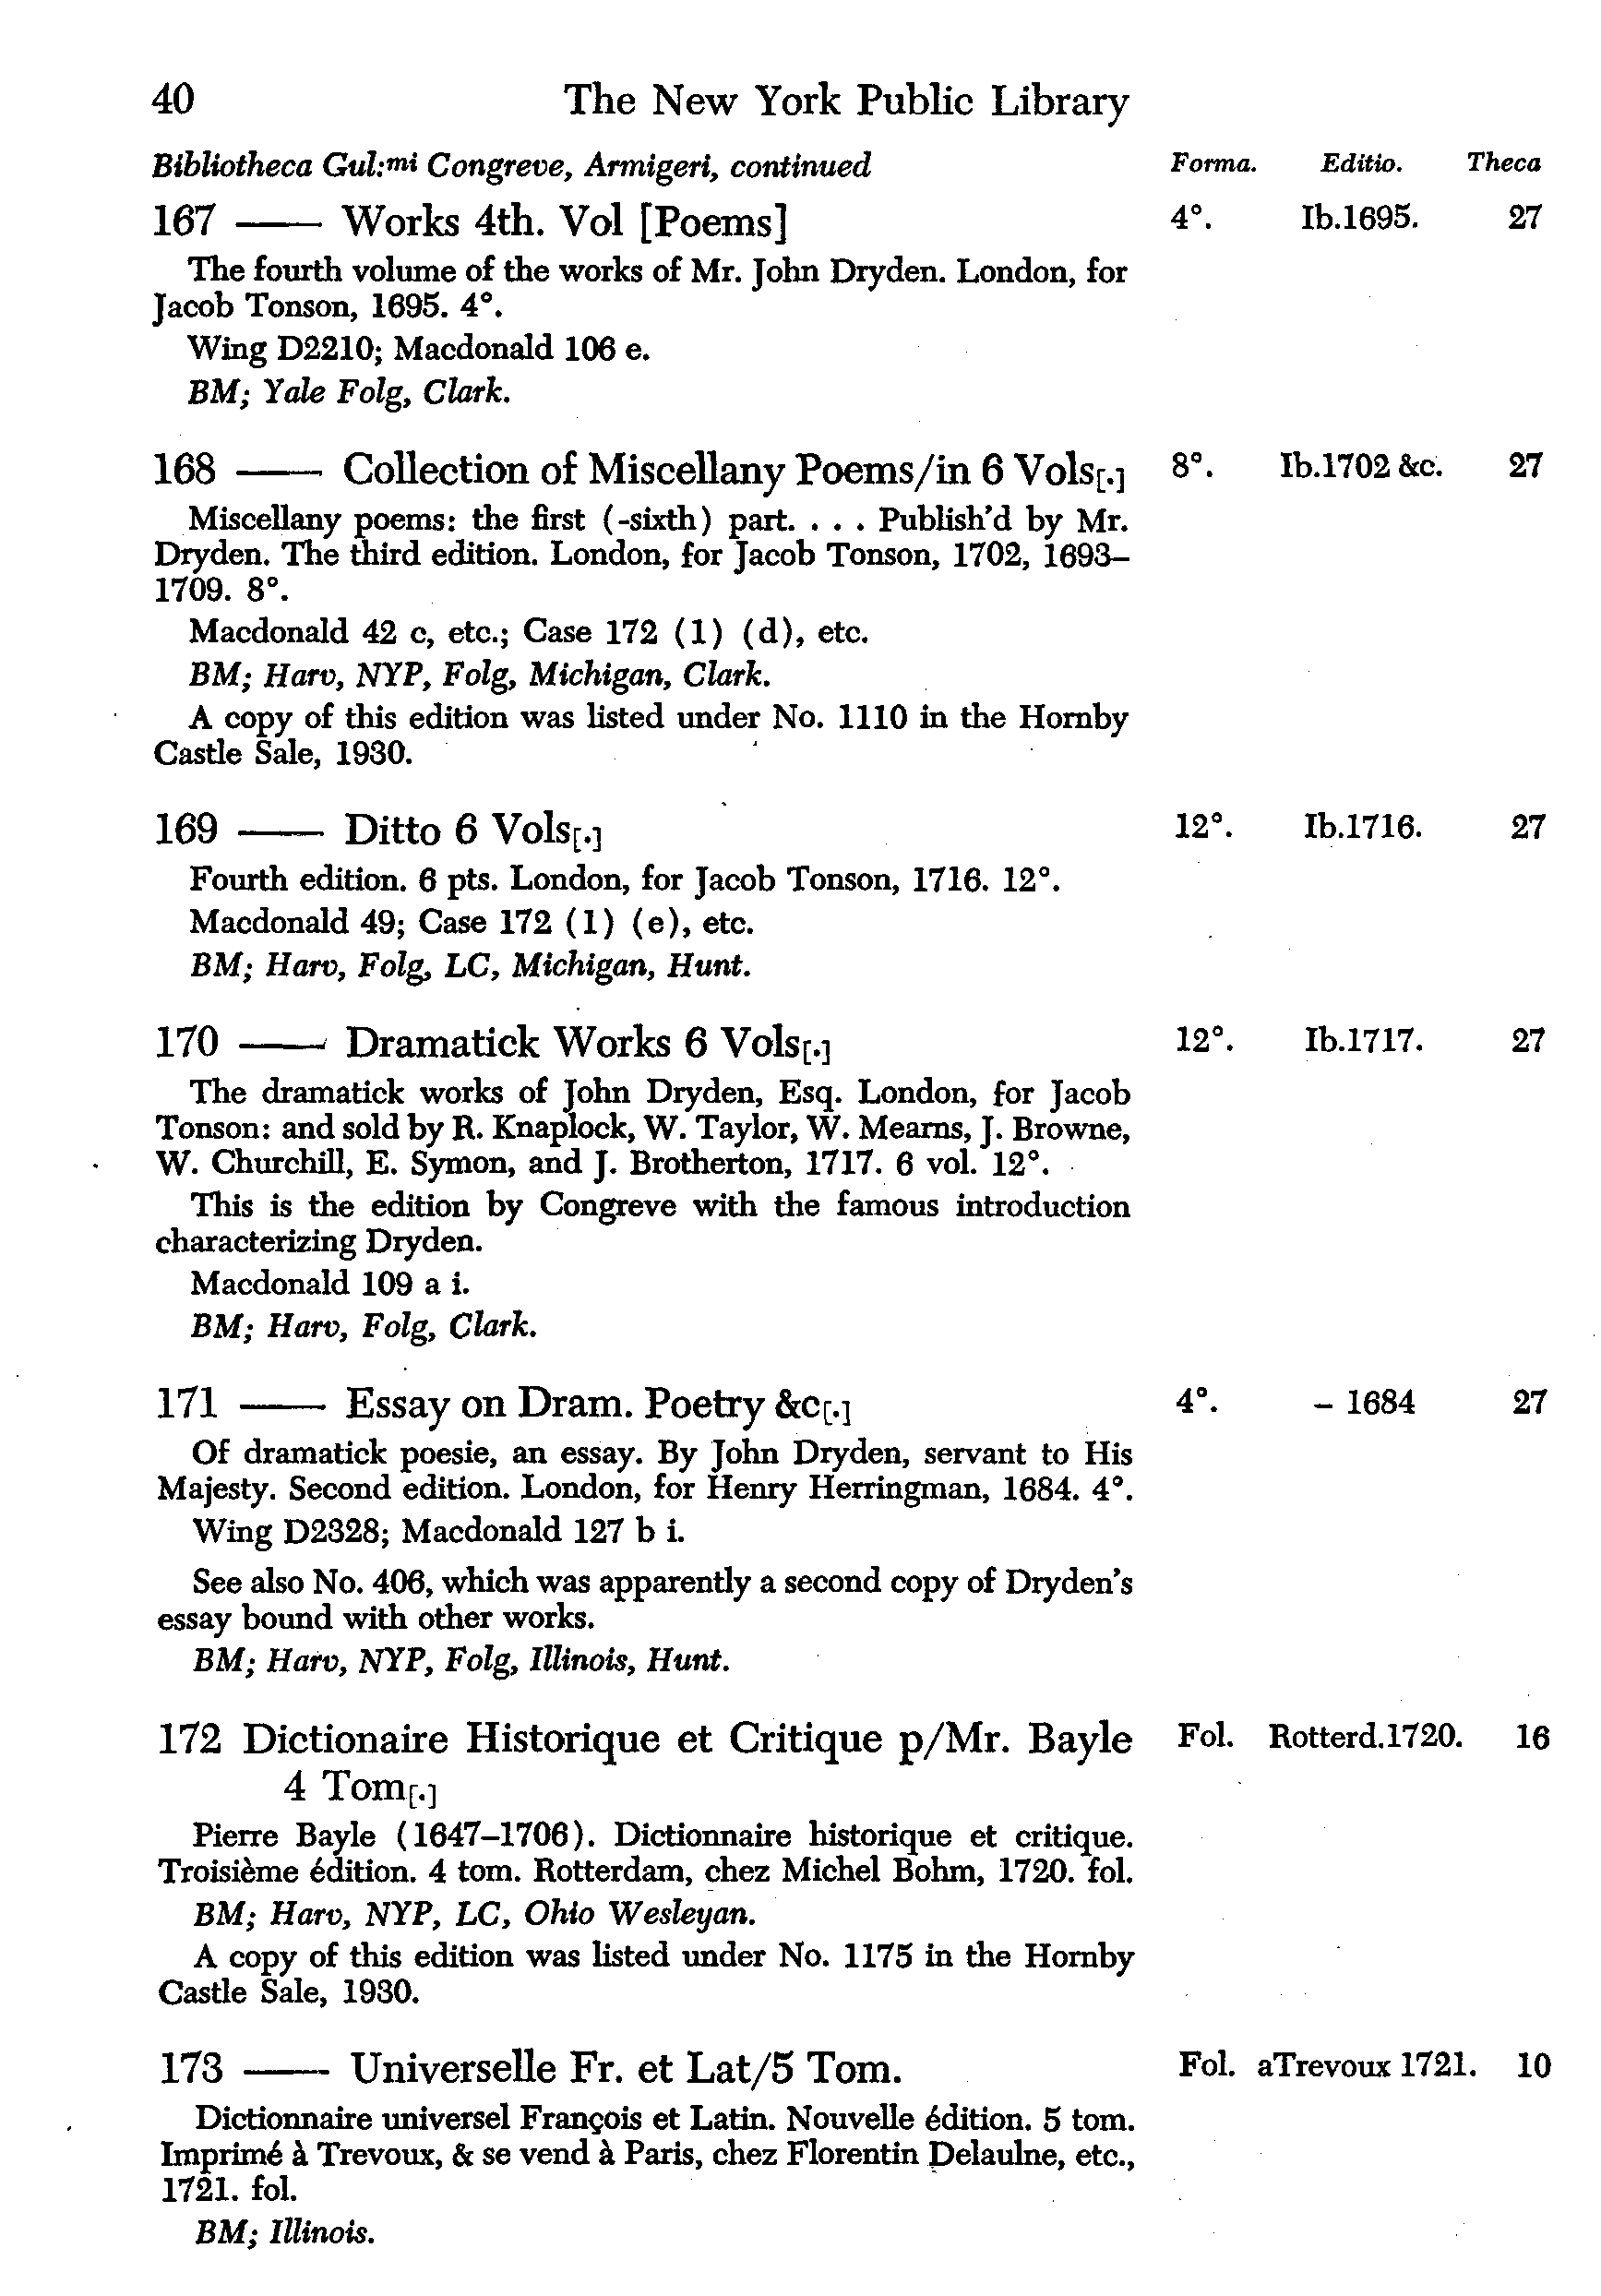 40 The New York Public Library
Bibliotheca Gul:mi Congreve, Armigeri, continued Forma. Editio. Theca
167 —— Works 4th. Vol [Poems] 4°. Ib.1695. 27
The fourth volume of the works of Mr. John Dryden. London, for
Jacob Tonson, 1695. 4°.
Wing D2210; Macdonald 106 e.
BM; Yale Folg, Clark.
168 —— Collection of Miscellany Poems/in 6 Vols[.] 8°. Ib.1702 &c. 27
Miscellany poems: the first (-sixth) part. . . . Publish'd by Mr.
Dryden. The third edition. London, for Jacob Tonson, 1702, 1693–
1709. 8°.
Macdonald 42 c, etc.; Case 172 (1) (d), etc.
BM; Harv, NYP, Folg, Michigan, Clark.
A copy of this edition was listed under No. 1110 in the Hornby
Castle Sale, 1930.
169 —— Ditto 6 Vols[.] 12°. Ib.1716. 27
Fourth edition. 6 pts. London, for Jacob Tonson, 1716. 12°.
Macdonald 49; Case 172 (1) (e), etc.
BM; Harv, Folg, LC, Michigan, Hunt.
170 —— Dramatick Works 6 Vols[.] 12°. Ib.1717. 27
The dramatick works of John Dryden, Esq. London, for Jacob
Tonson: and sold by R. Knaplock, W. Taylor, W. Mearns, J. Browne,
W. Churchill, E. Symon, and J. Brotherton, 1717. 6 vol. 12°.
This is the edition by Congreve with the famous introduction
characterizing Dryden.
Macdonald 109 a i.
BM; Harv, Folg, Clark.
171 —— Essay on Dram. Poetry &c[.] 4°. – 1684 27
Of dramatick poesie, an essay. By John Dryden, servant to His
Majesty. Second edition. London, for Henry Herringman, 1684. 4°.
Wing D2328; Macdonald 127 b i.
See also No. 406, which was apparently a second copy of Dryden's
essay bound with other works.
BM; Harv, NYP, Folg, Illinois, Hunt.
172 Dictionaire Historique et Critique p/Mr. Bayle Fol. Rotterd.1720. 16
4 Tom[.]
Pierre Bayle (1647–1706). Dictionnaire historique et critique.
Troisième édition. 4 tom. Rotterdam, chez Michel Bohm, 1720. fol.
BM; Harv, NYP, LC, Ohio Wesleyan.
A copy of this edition was listed under No. 1175 in the Hornby
Castle Sale, 1930.
173 —— Universelle Fr. et Lat/5 Tom. Fol. aTrevoux 1721. 10
Dictionnaire universel François et Latin. Nouvelle édition. 5 tom.
Imprimé à Trevoux, & se vend à Paris, chez Florentin Delaulne, etc.,
1721. fol.
BM; Illinois.